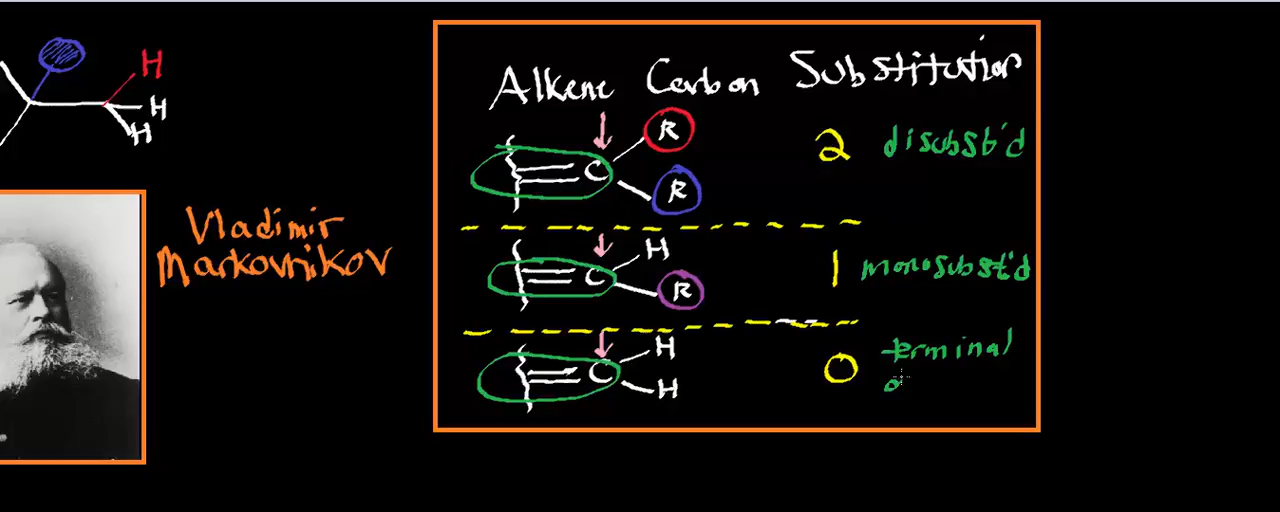 H
H
H
Vladimir
Markovnikov
Alkene Carbon Substitution
R
C
R
2 disubst'd
H
C
R
1 monosubst'd
H
C
H
0 terminal
o